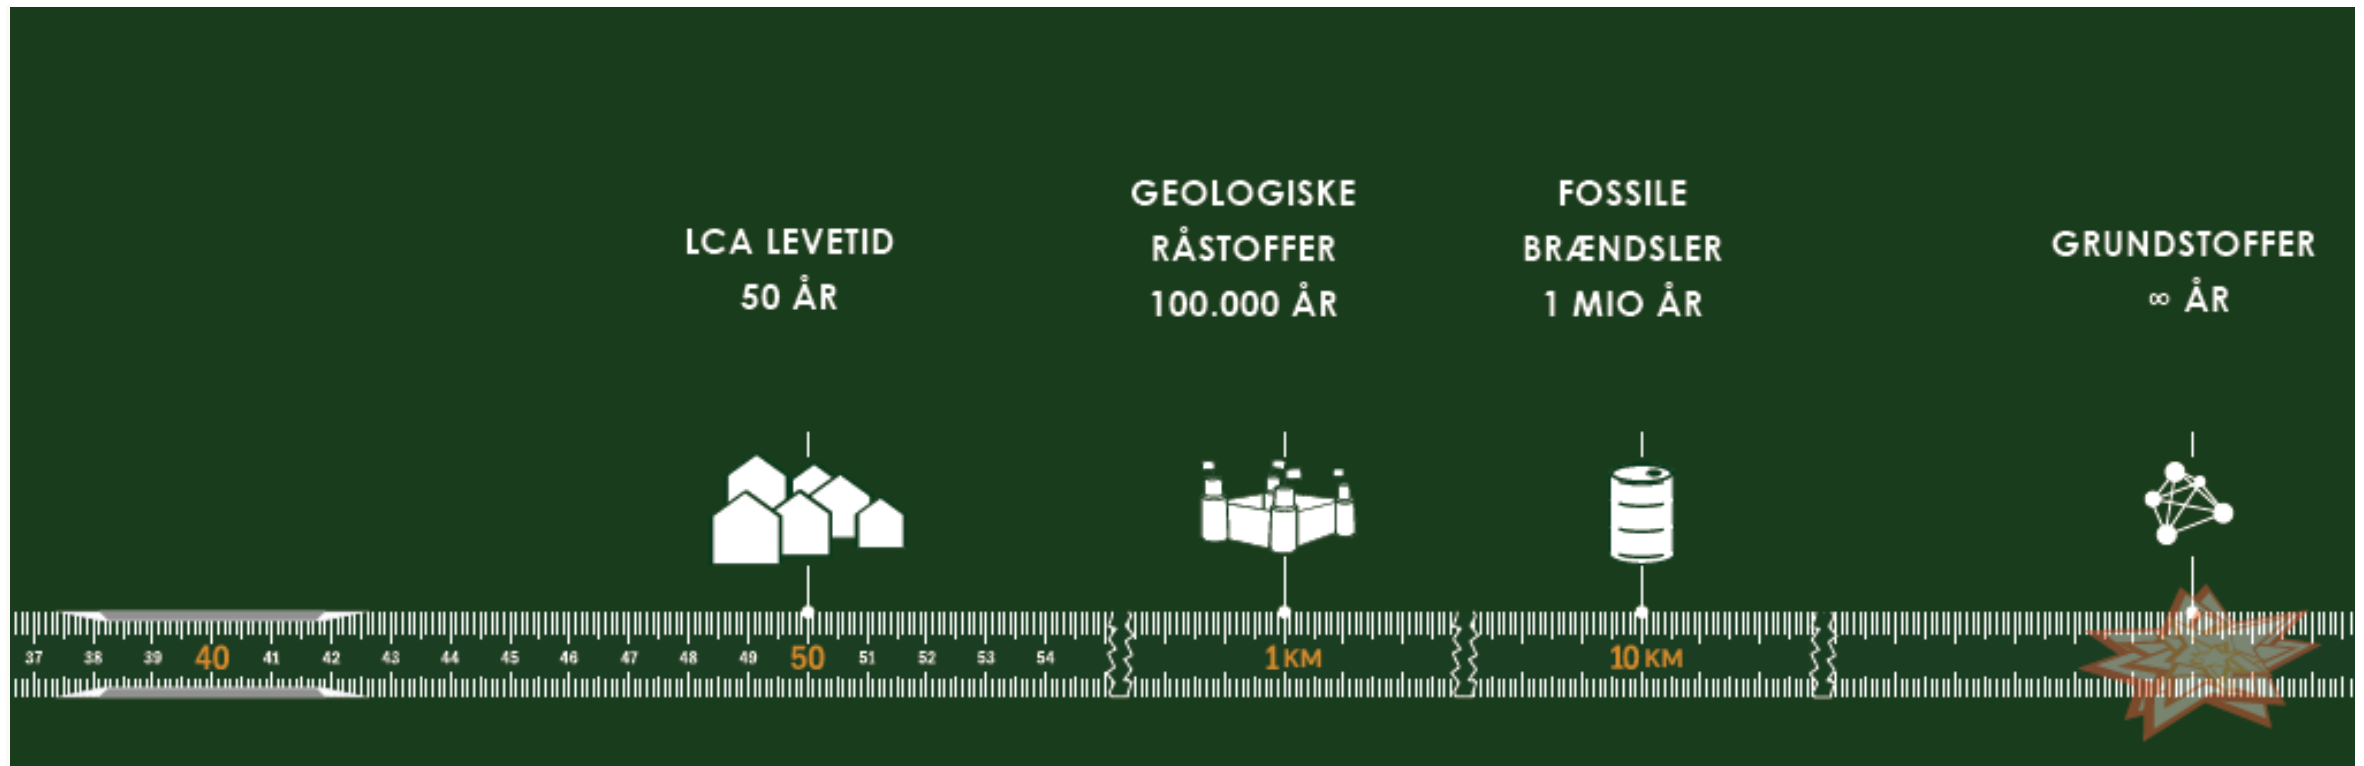 LCA LEVETID
50 ÅR
GEOLOGISKE
RÅSTOFFER
100.000 ÅR
FOSSILE
BRÆNDSLER
1 MIO ÅR
GRUNDSTOFFER
∞ ÅR
37 38 39 40 41 42 43 44 45 46 47 48 49 50 51 52 53 54 1 KM 10 KM